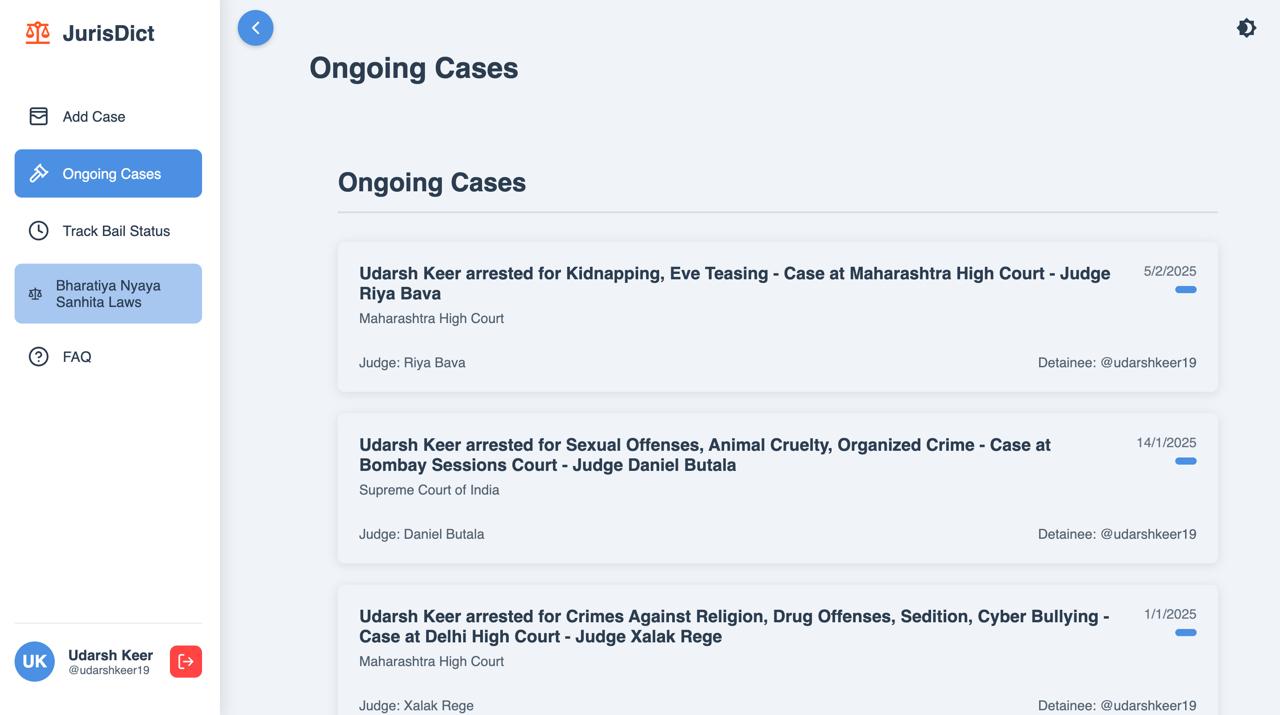 JurisDict
Add Case
Ongoing Cases
Track Bail Status
Bharatiya Nyaya
Sanhita Laws
FAQ
UK
Udarsh Keer
@udarshkeer19
Ongoing Cases
Ongoing Cases
Udarsh Keer arrested for Kidnapping, Eve Teasing - Case at Maharashtra High Court - Judge
Riya Bava
5/2/2025
Maharashtra High Court
Judge: Riya Bava
Detainee: @udarshkeer19
Udarsh Keer arrested for Sexual Offenses, Animal Cruelty, Organized Crime - Case at
Bombay Sessions Court - Judge Daniel Butala
14/1/2025
Supreme Court of India
Judge: Daniel Butala
Detainee: @udarshkeer19
Udarsh Keer arrested for Crimes Against Religion, Drug Offenses, Sedition, Cyber Bullying -
Case at Delhi High Court - Judge Xalak Rege
1/1/2025
Maharashtra High Court
Judge: Xalak Rege
Detainee: @udarshkeer19